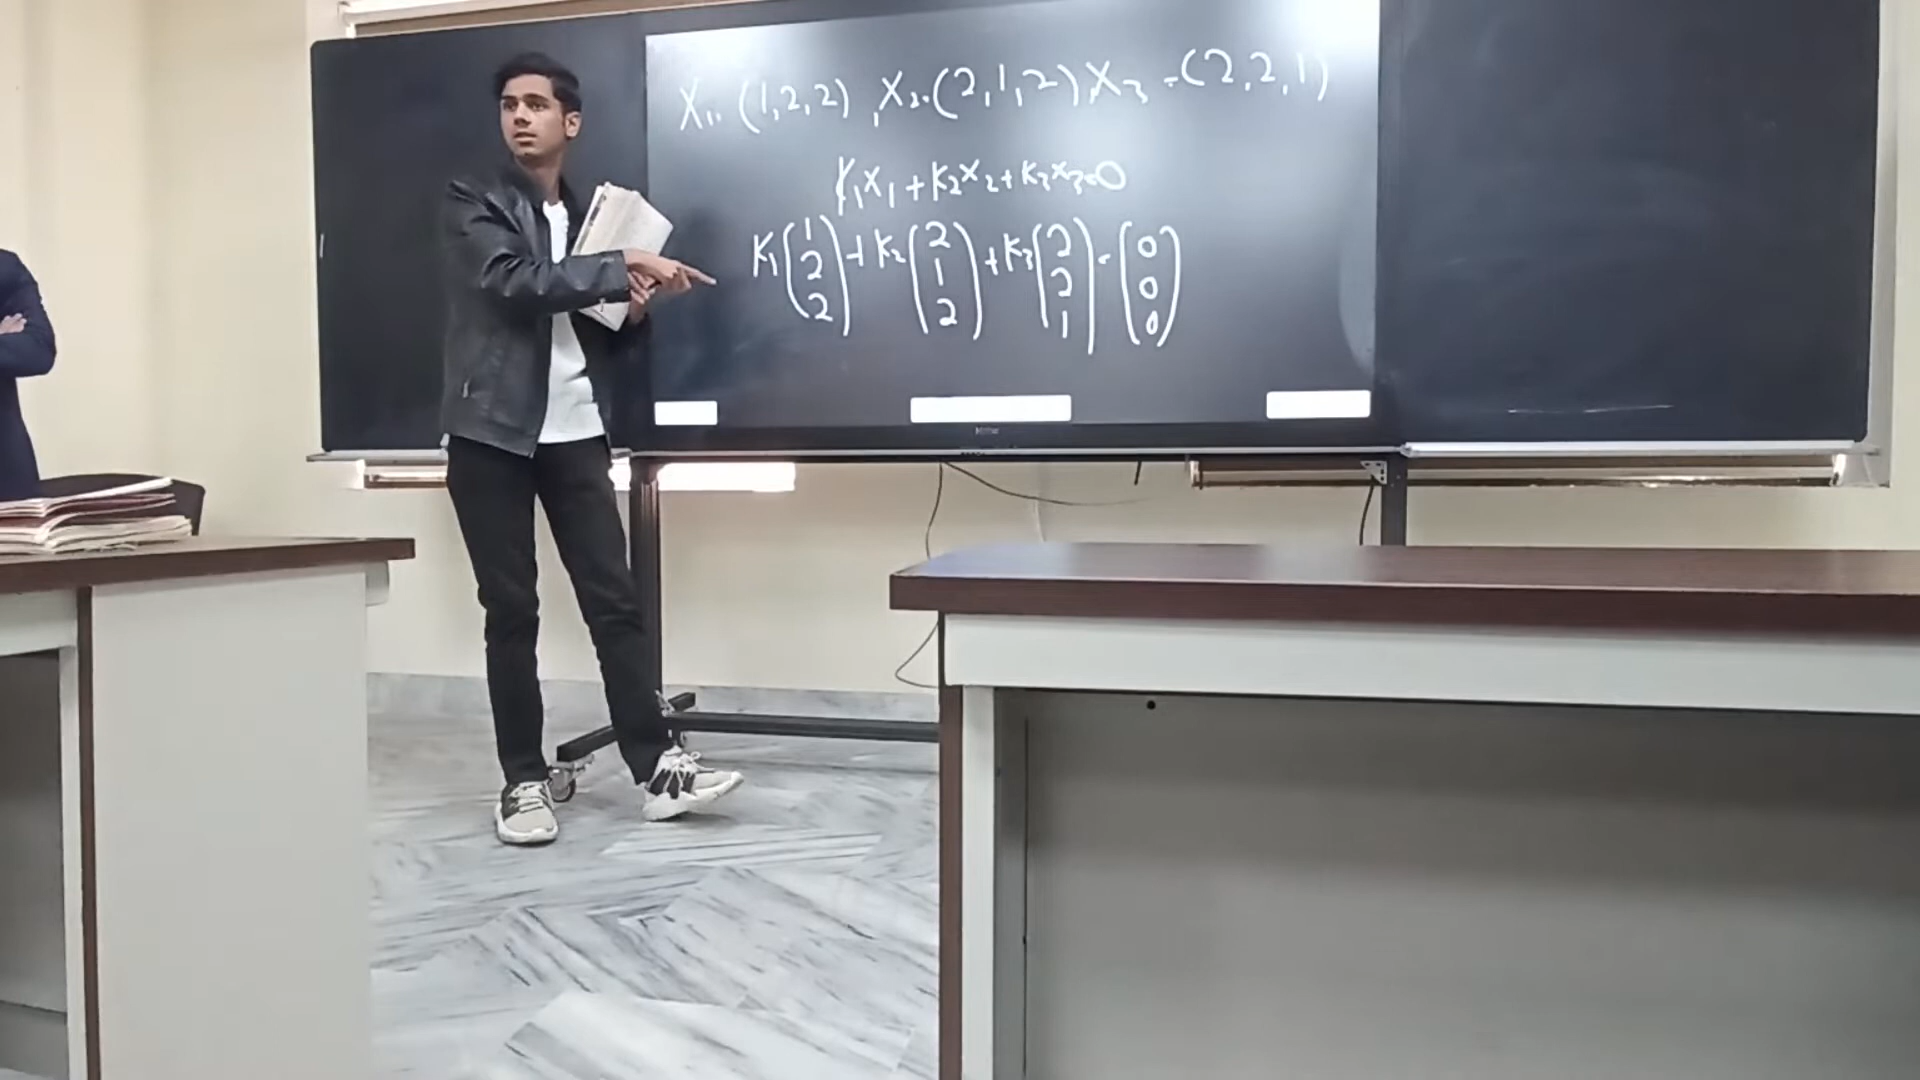 X₁ = (1,2,2), X₂ = (2,1,2), X₃ = (2,2,1)
K₁X₁ + K₂X₂ + K₃X₃ = 0
K₁(1 2 2) + K₂(2 1 2) + K₃(2 2 1) = (0 0 0)